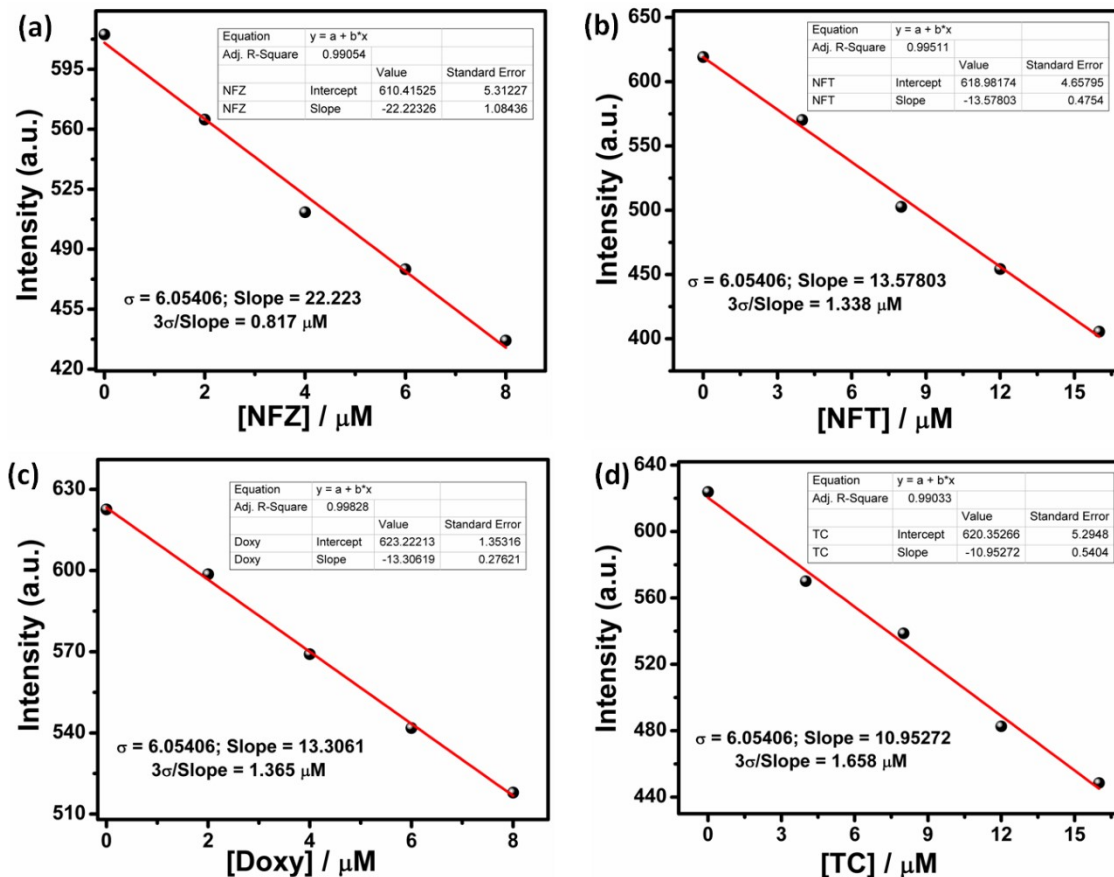 (a)
Intensity (a.u.)
595
560
525
490
455
420
Equation y = a + b*x
Adj. R-Square 0.99054
Value Standard Error
NFZ Intercept 610.41525 5.31227
NFZ Slope -22.22326 1.08436
σ = 6.05406; Slope = 22.223
3σ/Slope = 0.817 μM
0 2 4 6 8
[NFZ] / μM
(b)
Intensity (a.u.)
650
600
550
500
450
400
Equation y = a + b*x
Adj. R-Square 0.99511
Value Standard Error
NFT Intercept 618.98174 4.65795
NFT Slope -13.57803 0.4754
σ = 6.05406; Slope = 13.57803
3σ/Slope = 1.338 μM
0 3 6 9 12 15
[NFT] / μM
(c)
Intensity (a.u.)
630
600
570
540
510
Equation y = a + b*x
Adj. R-Square 0.99828
Value Standard Error
Doxy Intercept 623.22213 1.35316
Doxy Slope -13.30619 0.27621
σ = 6.05406; Slope = 13.3061
3σ/Slope = 1.365 μM
0 2 4 6 8
[Doxy] / μM
(d)
Intensity (a.u.)
640
600
560
520
480
440
Equation y = a + b*x
Adj. R-Square 0.99033
Value Standard Error
TC Intercept 620.35266 5.2948
TC Slope -10.95272 0.5404
σ = 6.05406; Slope = 10.95272
3σ/Slope = 1.658 μM
0 3 6 9 12 15
[TC] / μM